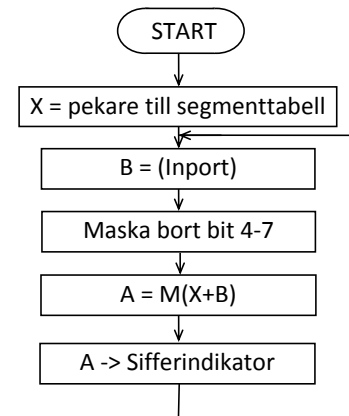 START
X = pekare till segmenttabell
B = (Inport)
Maska bort bit 4-7
A = M(X+B)
A -> Sifferindikator